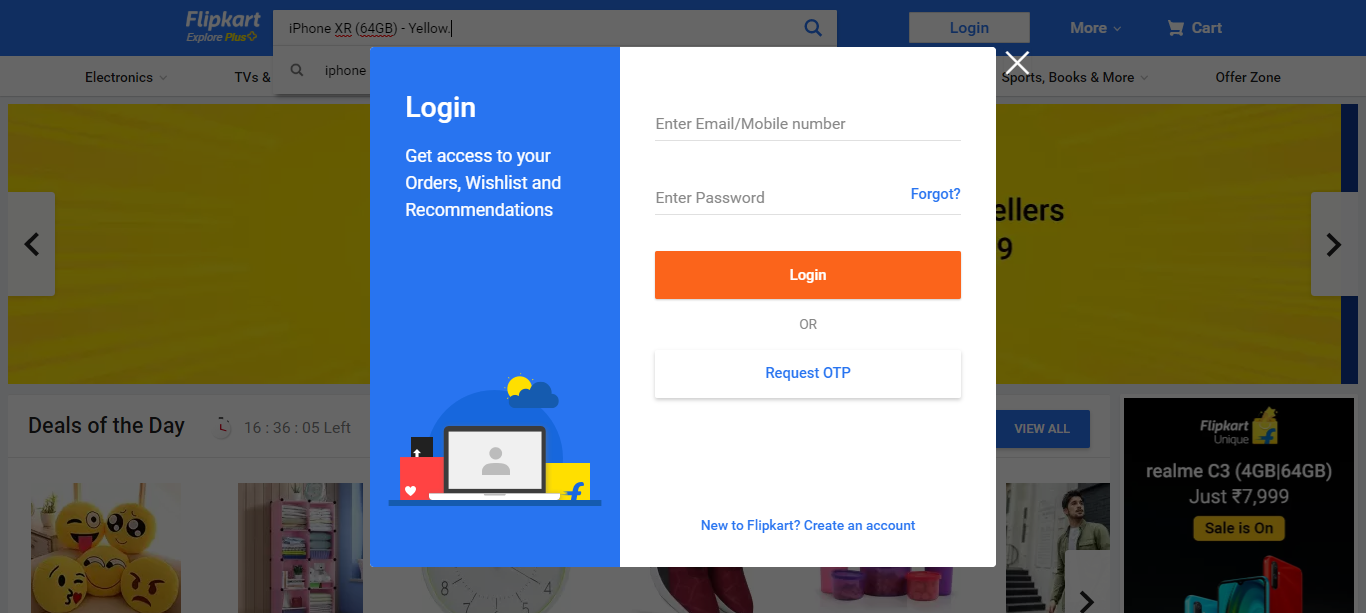 Flipkart
Explore Plus
iPhone XR (64GB) - Yellow.
Login
More
Cart
iphone
Electronics
TVs &
Sports, Books & More
Offer Zone
Login
Get access to your
Orders, Wishlist and
Recommendations
Enter Email/Mobile number
Enter Password
Forgot?
Login
OR
Request OTP
New to Flipkart? Create an account
ellers
9
Deals of the Day
16 : 36 : 05 Left
VIEW ALL
Flipkart
Unique
realme C3 (4GB|64GB)
Just ₹7,999
Sale is On